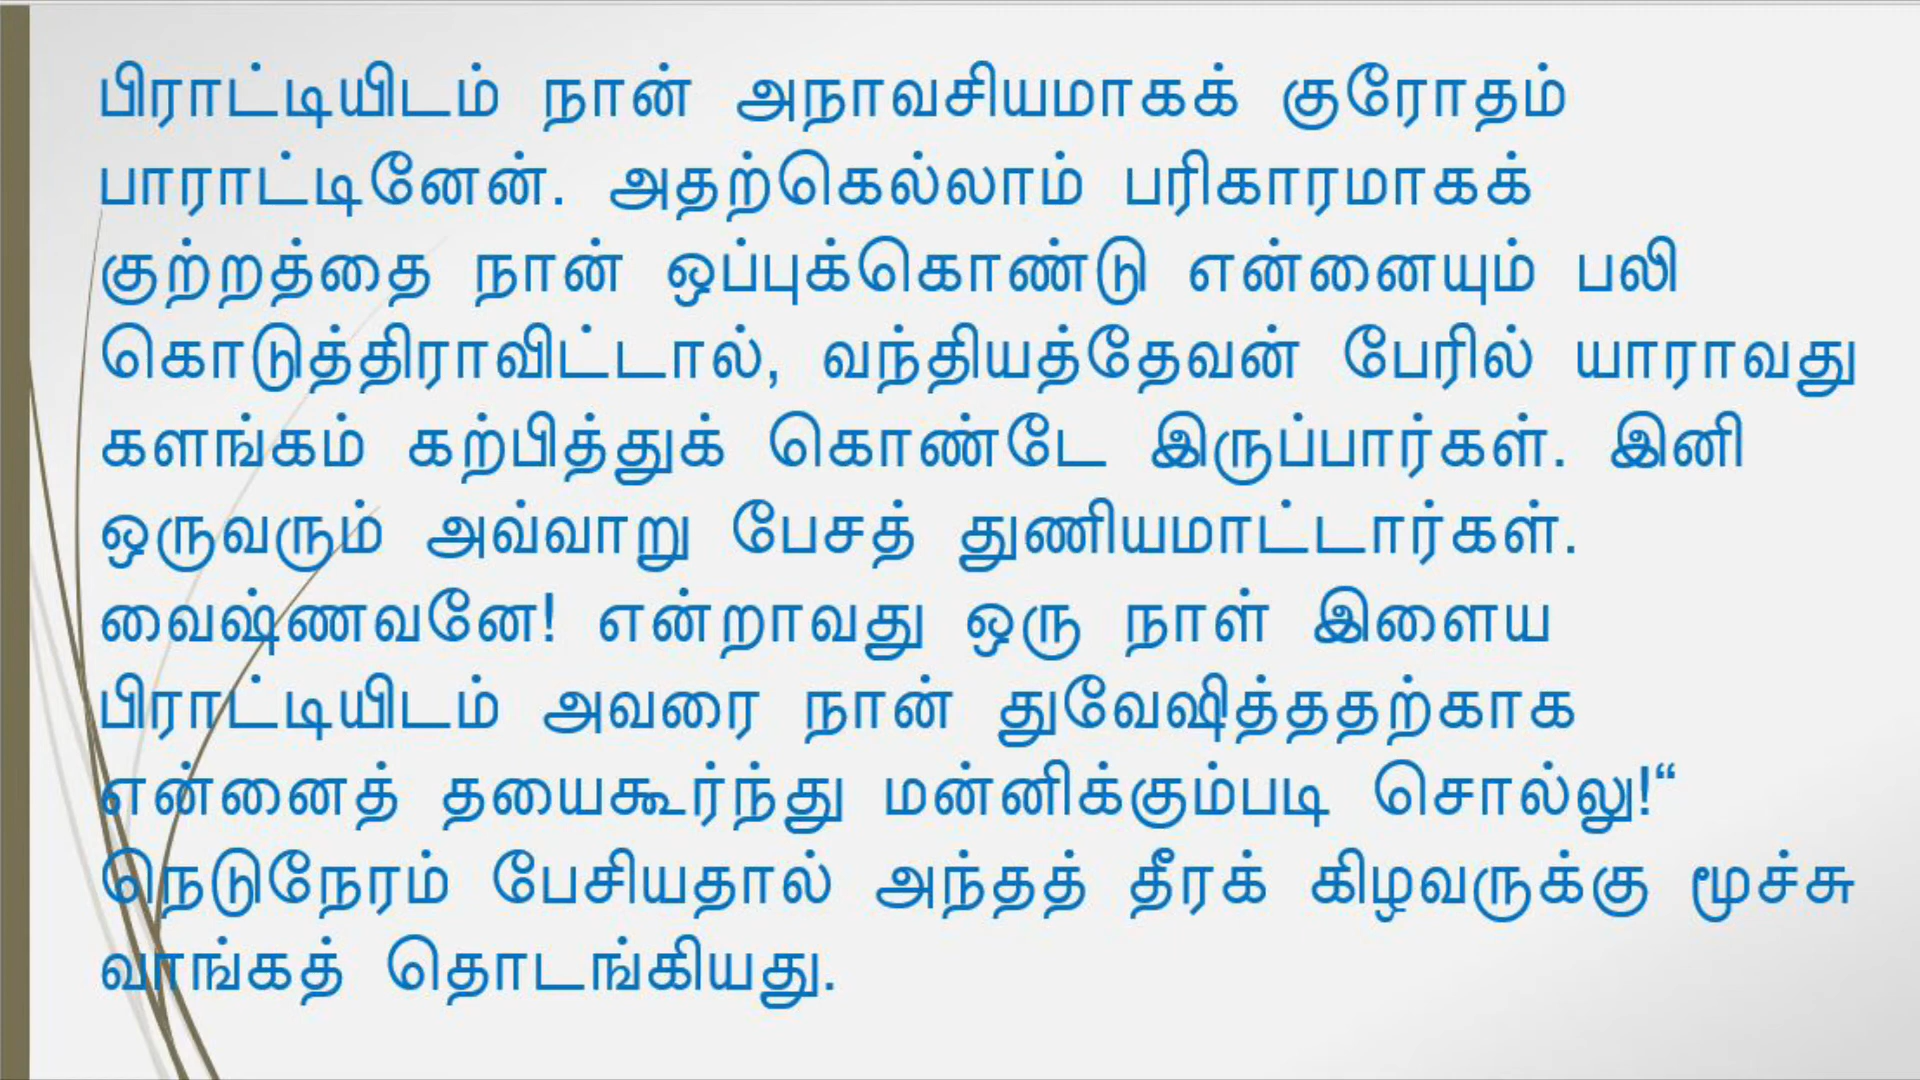 பிராட்டியிடம் நான் அநாவசியமாகக் குரோதம்
பாராட்டினேன். அதற்கெல்லாம் பரிகாரமாகக்
குற்றத்தை நான் ஒப்புக்கொண்டு என்னையும் பலி
கொடுத்திராவிட்டால், வந்தியத்தேவன் பேரில் யாராவது
களங்கம் கற்பித்துக் கொண்டே இருப்பார்கள். இனி
ஒருவரும் அவ்வாறு பேசத் துணியமாட்டார்கள்.
வைஷ்ணவனே! என்றாவது ஒரு நாள் இளைய
பிராட்டியிடம் அவரை நான் துவேஷித்ததற்காக
என்னைத் தயைகூர்ந்து மன்னிக்கும்படி சொல்லு!“
நெடுநேரம் பேசியதால் அந்தத் தீரக் கிழவருக்கு மூச்சு
வாங்கத் தொடங்கியது.